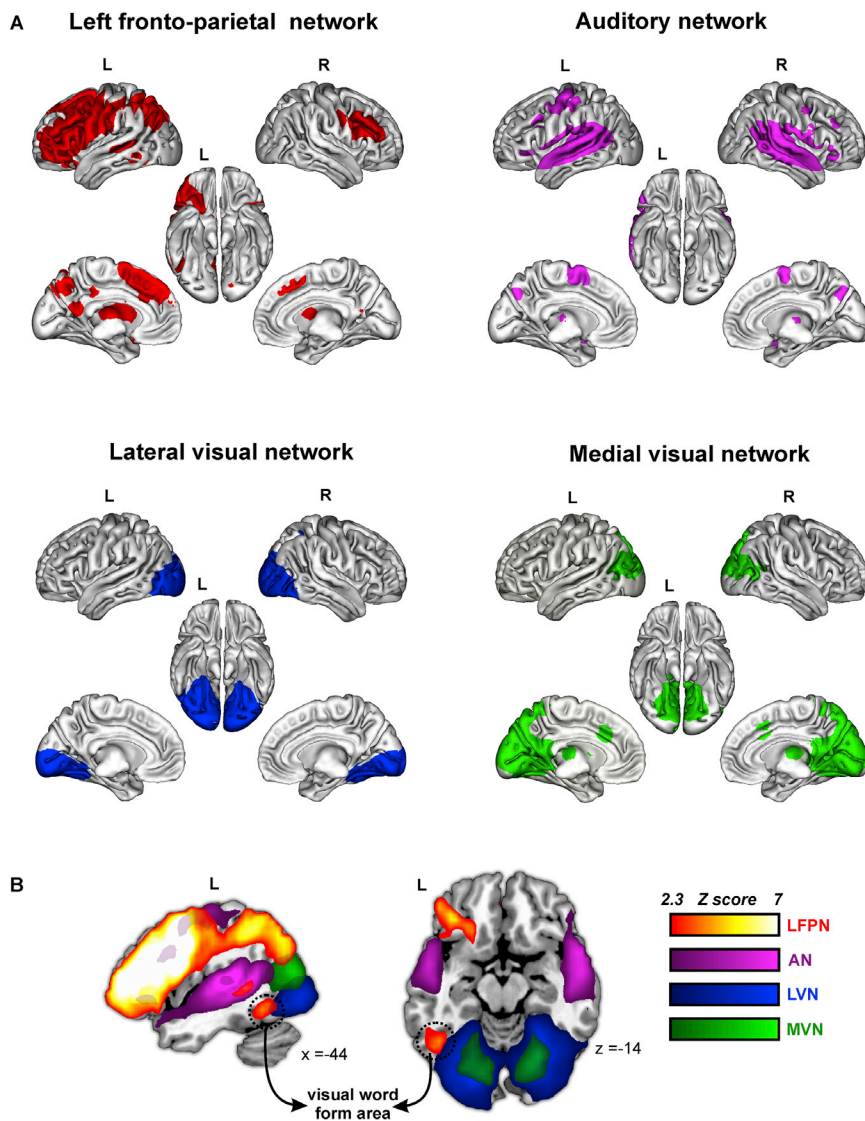 A
Left fronto-parietal network
Auditory network
L
R
L
L
R
L
Lateral visual network
Medial visual network
L
R
L
L
R
L
B
L
L
2.3 Z score 7
LFPN
AN
LVN
MVN
x =-44
z =-14
visual word
form area